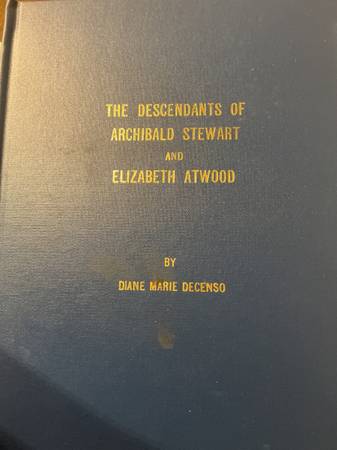 THE DESCENDANTS OF
ARCHIBALD STEWART
AND
ELIZABETH ATWOOD
BY
DIANE MARIE DECENSO